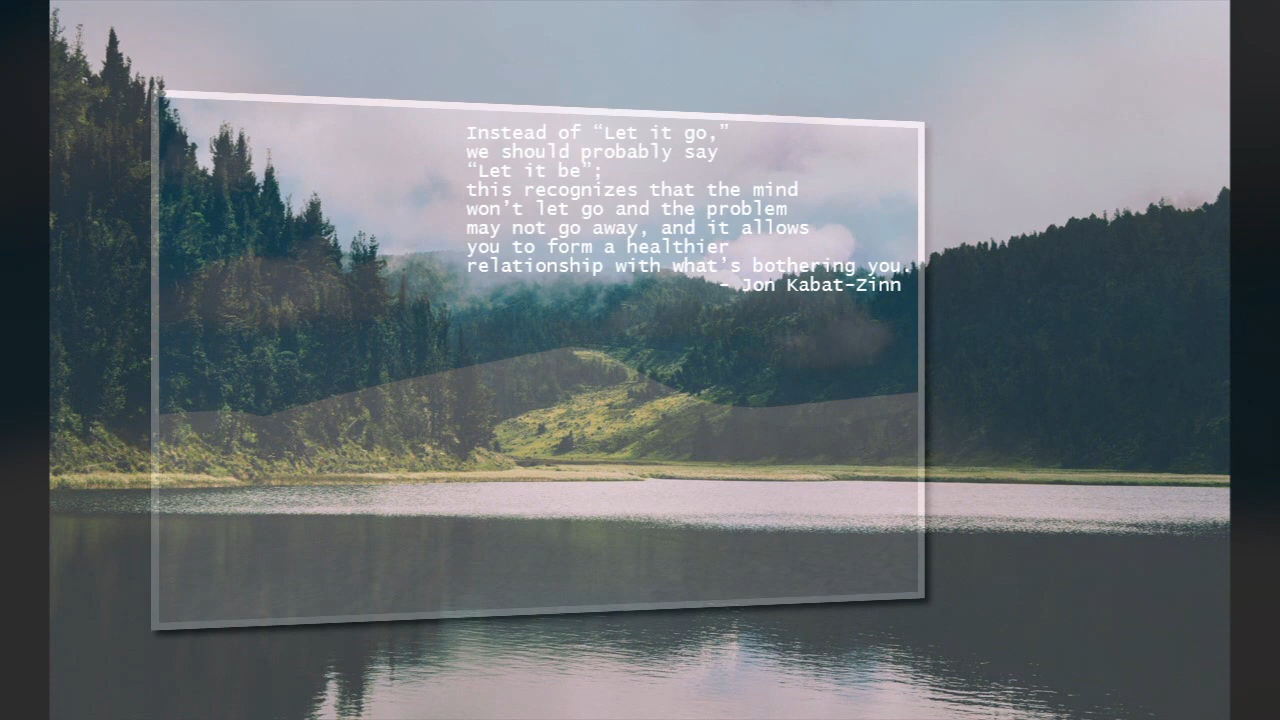 Instead of “Let it go,”
we should probably say
“Let it be”;
this recognizes that the mind
won’t let go and the problem
may not go away, and it allows
you to form a healthier
relationship with what’s bothering you.
- Jon Kabat-Zinn